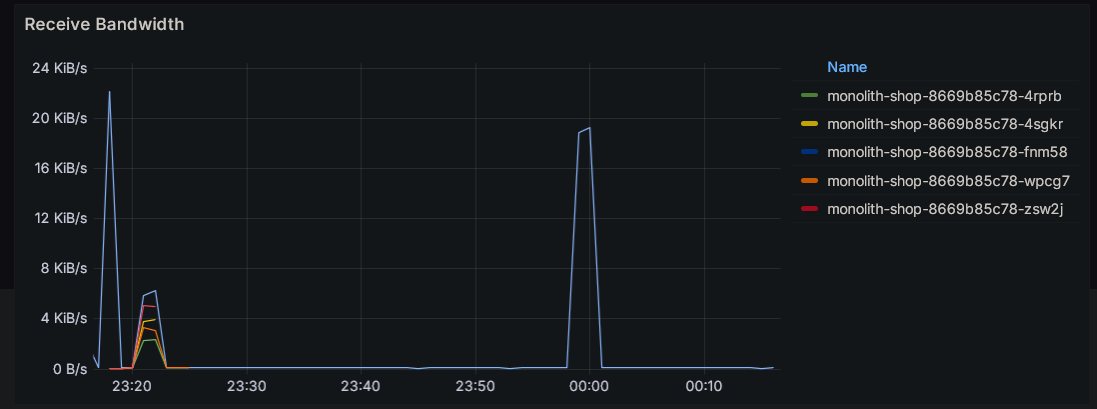 Receive Bandwidth
24 KiB/s
20 KiB/s
16 KiB/s
12 KiB/s
8 KiB/s
4 KiB/s
0 B/s
23:20 23:30 23:40 23:50 00:00 00:10
Name
monolith-shop-8669b85c78-4rprb
monolith-shop-8669b85c78-4sgkr
monolith-shop-8669b85c78-fnm58
monolith-shop-8669b85c78-wpcg7
monolith-shop-8669b85c78-zsw2j